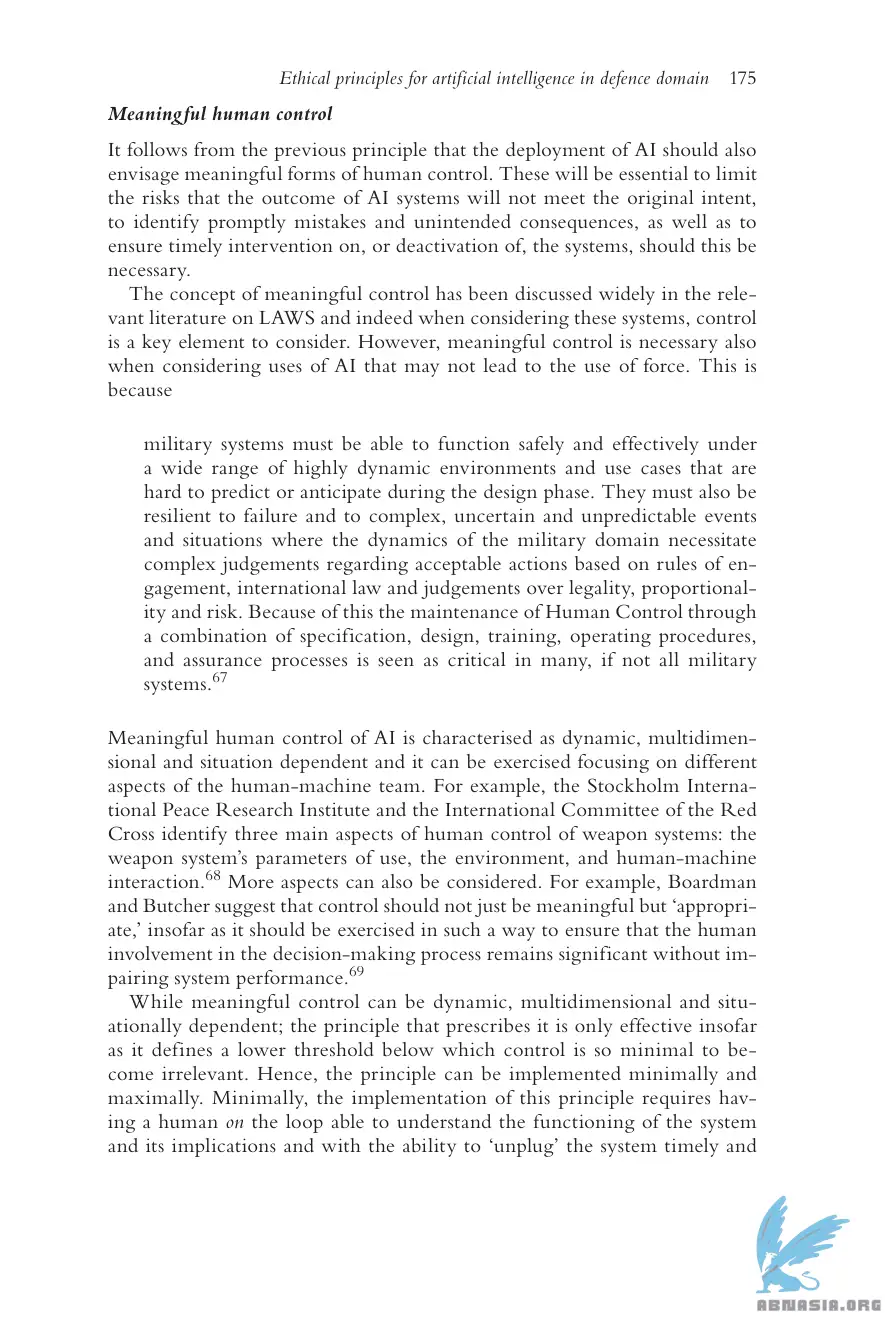 Ethical principles for artificial intelligence in defence domain 175
Meaningful human control
It follows from the previous principle that the deployment of AI should also
envisage meaningful forms of human control. These will be essential to limit
the risks that the outcome of AI systems will not meet the original intent,
to identify promptly mistakes and unintended consequences, as well as to
ensure timely intervention on, or deactivation of, the systems, should this be
necessary.
The concept of meaningful control has been discussed widely in the rele-
vant literature on LAWS and indeed when considering these systems, control
is a key element to consider. However, meaningful control is necessary also
when considering uses of AI that may not lead to the use of force. This is
because
military systems must be able to function safely and effectively under
a wide range of highly dynamic environments and use cases that are
hard to predict or anticipate during the design phase. They must also be
resilient to failure and to complex, uncertain and unpredictable events
and situations where the dynamics of the military domain necessitate
complex judgements regarding acceptable actions based on rules of en-
gagement, international law and judgements over legality, proportional-
ity and risk. Because of this the maintenance of Human Control through
a combination of specification, design, training, operating procedures,
and assurance processes is seen as critical in many, if not all military
systems.67
Meaningful human control of AI is characterised as dynamic, multidimen-
sional and situation dependent and it can be exercised focusing on different
aspects of the human-machine team. For example, the Stockholm Interna-
tional Peace Research Institute and the International Committee of the Red
Cross identify three main aspects of human control of weapon systems: the
weapon system's parameters of use, the environment, and human-machine
interaction.68 More aspects can also be considered. For example, Boardman
and Butcher suggest that control should not just be meaningful but 'appropri-
ate,' insofar as it should be exercised in such a way to ensure that the human
involvement in the decision-making process remains significant without im-
pairing system performance.69
While meaningful control can be dynamic, multidimensional and situ-
ationally dependent; the principle that prescribes it is only effective insofar
as it defines a lower threshold below which control is so minimal to be-
come irrelevant. Hence, the principle can be implemented minimally and
maximally. Minimally, the implementation of this principle requires hav-
ing a human on the loop able to understand the functioning of the system
and its implications and with the ability to 'unplug' the system timely and
ABNASIA.ORG